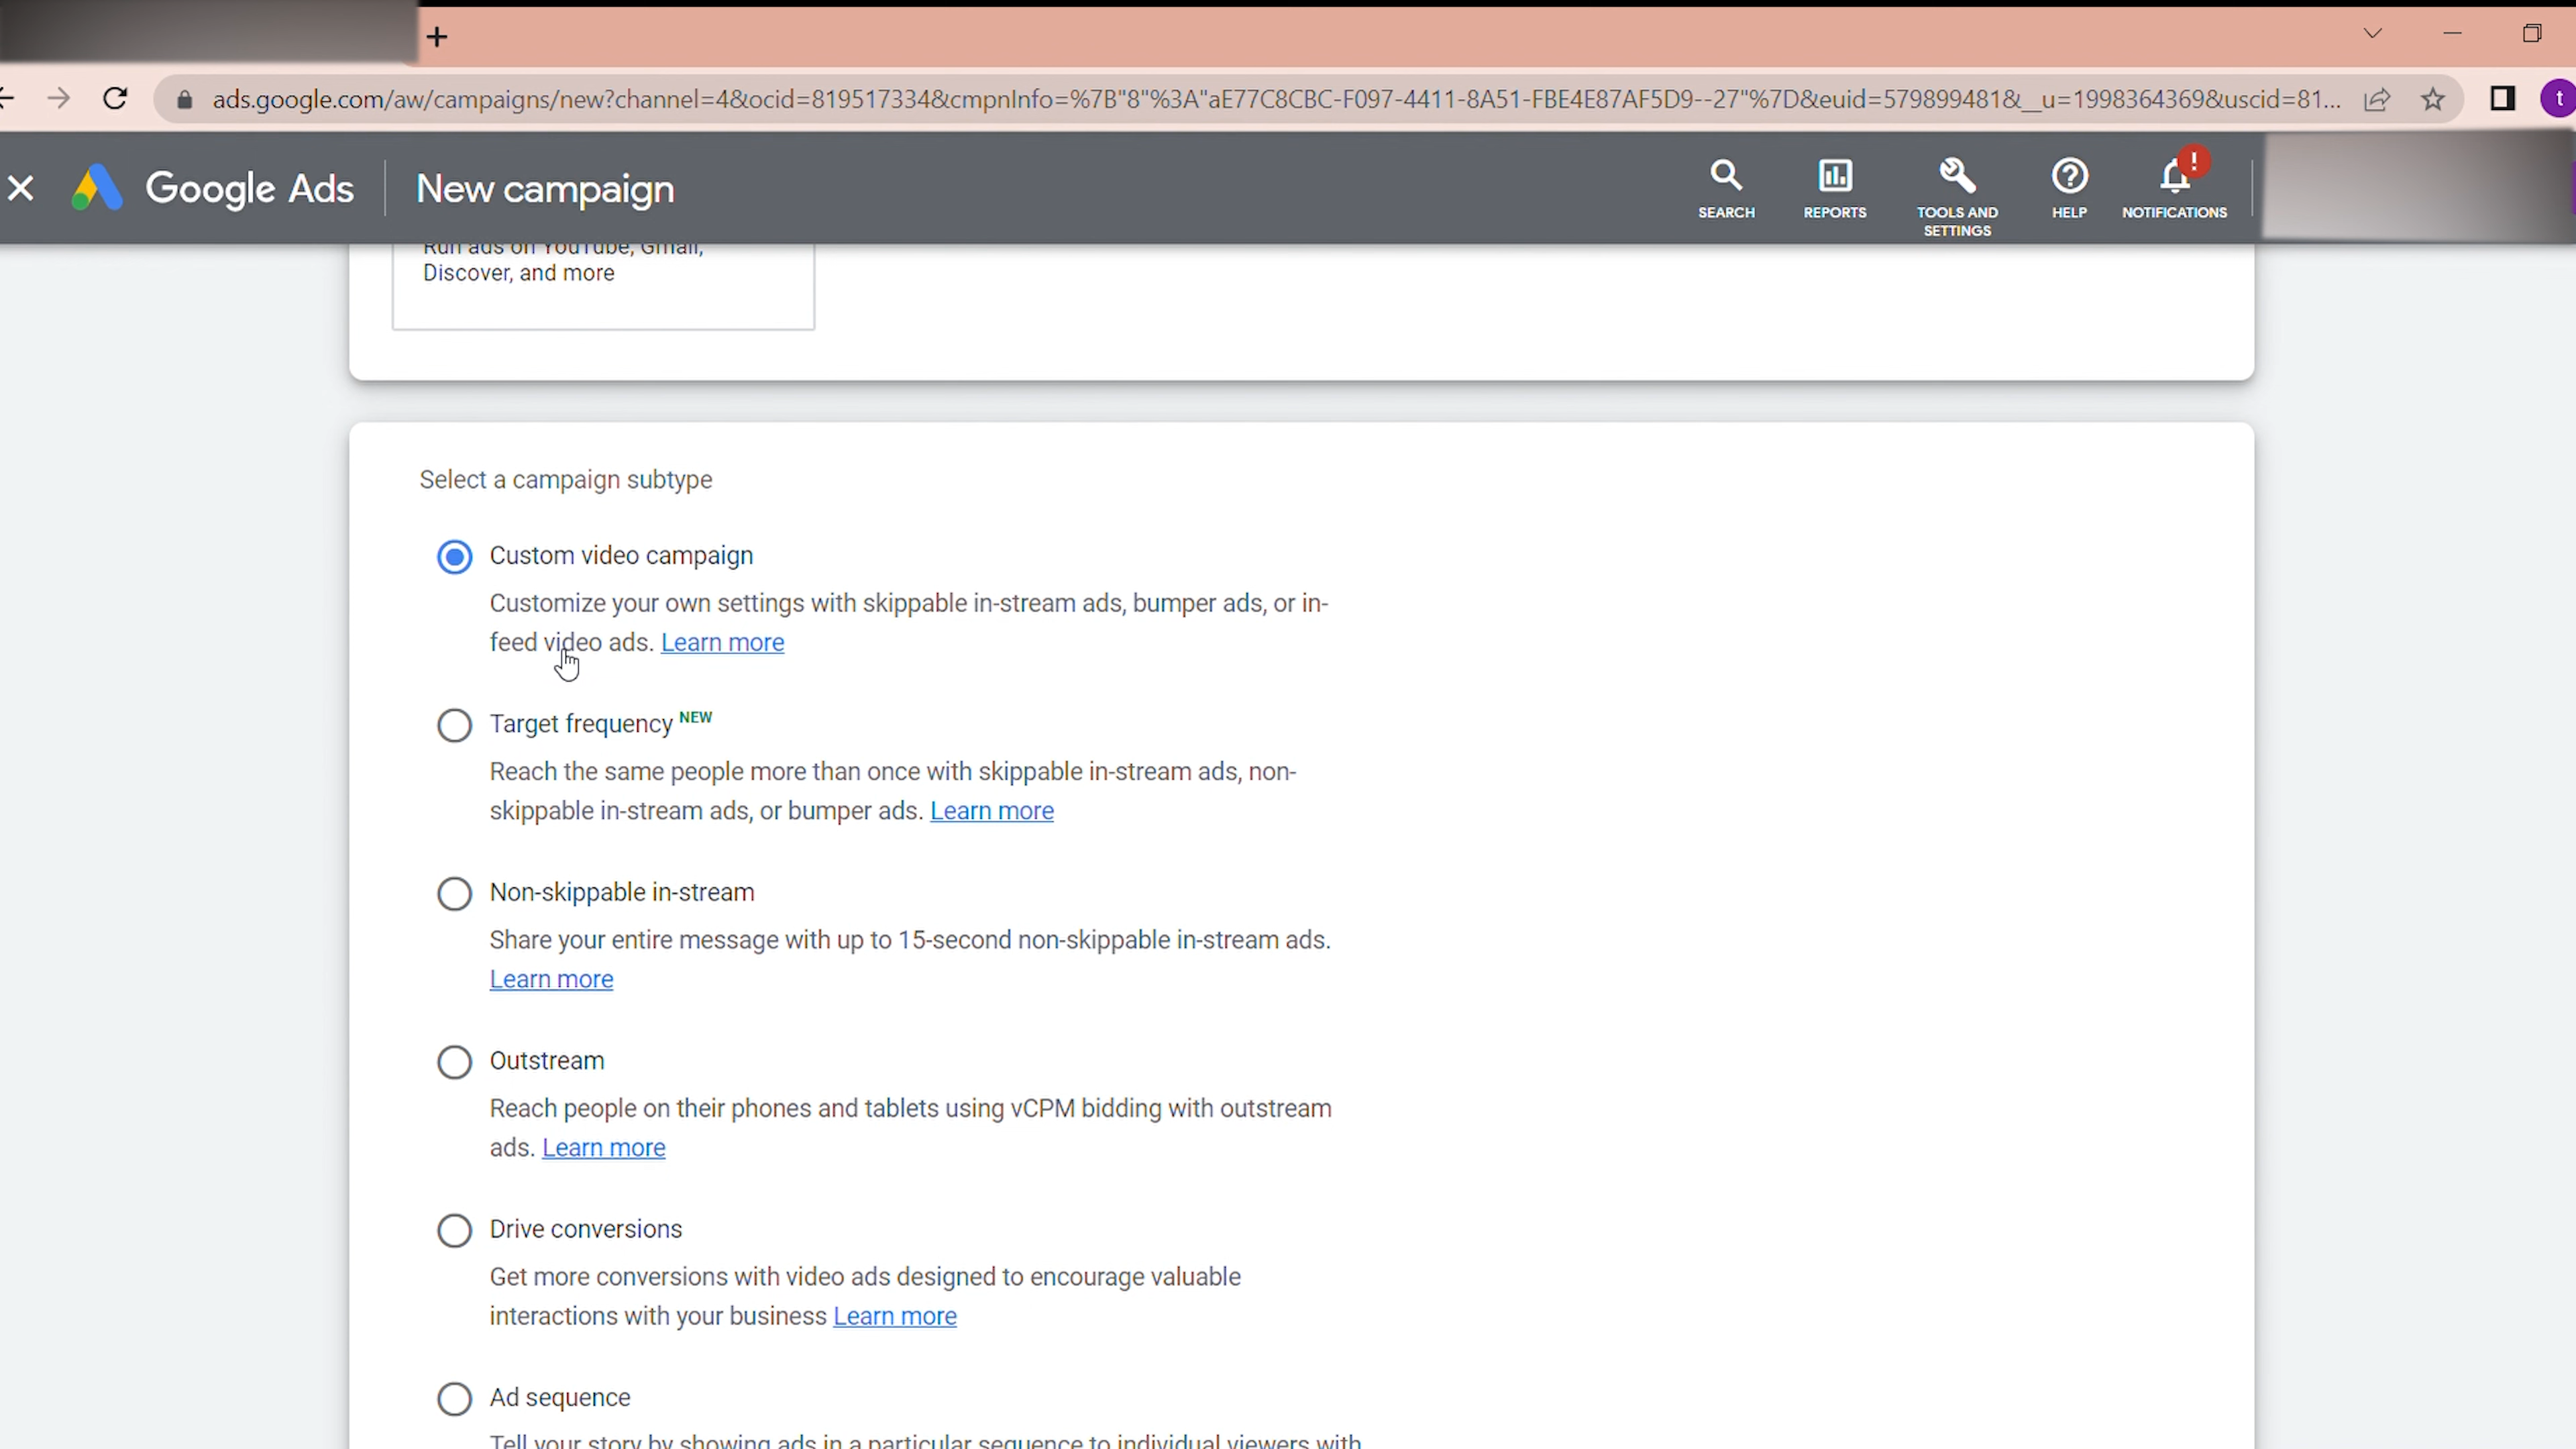 ads.google.com/aw/campaigns/new?channel=4&ocid=819517334&cmpnInfo=%7B"8"%3A"aE77C8CBC-F097-4411-8A51-FBE4E87AF5D9--27"%7D&euid=579899481&__u=1998364369&uscid=81...
t
Google Ads
New campaign
SEARCH
REPORTS
TOOLS AND
SETTINGS
HELP
!
NOTIFICATIONS
Run ads on YouTube, Gmail,
Discover, and more
Select a campaign subtype
Custom video campaign
Customize your own settings with skippable in-stream ads, bumper ads, or in-
feed video ads. Learn more
Target frequency NEW
Reach the same people more than once with skippable in-stream ads, non-
skippable in-stream ads, or bumper ads. Learn more
Non-skippable in-stream
Share your entire message with up to 15-second non-skippable in-stream ads.
Learn more
Outstream
Reach people on their phones and tablets using vCPM bidding with outstream
ads. Learn more
Drive conversions
Get more conversions with video ads designed to encourage valuable
interactions with your business Learn more
Ad sequence
Tell your story by showing ads in a particular sequence to individual viewers with